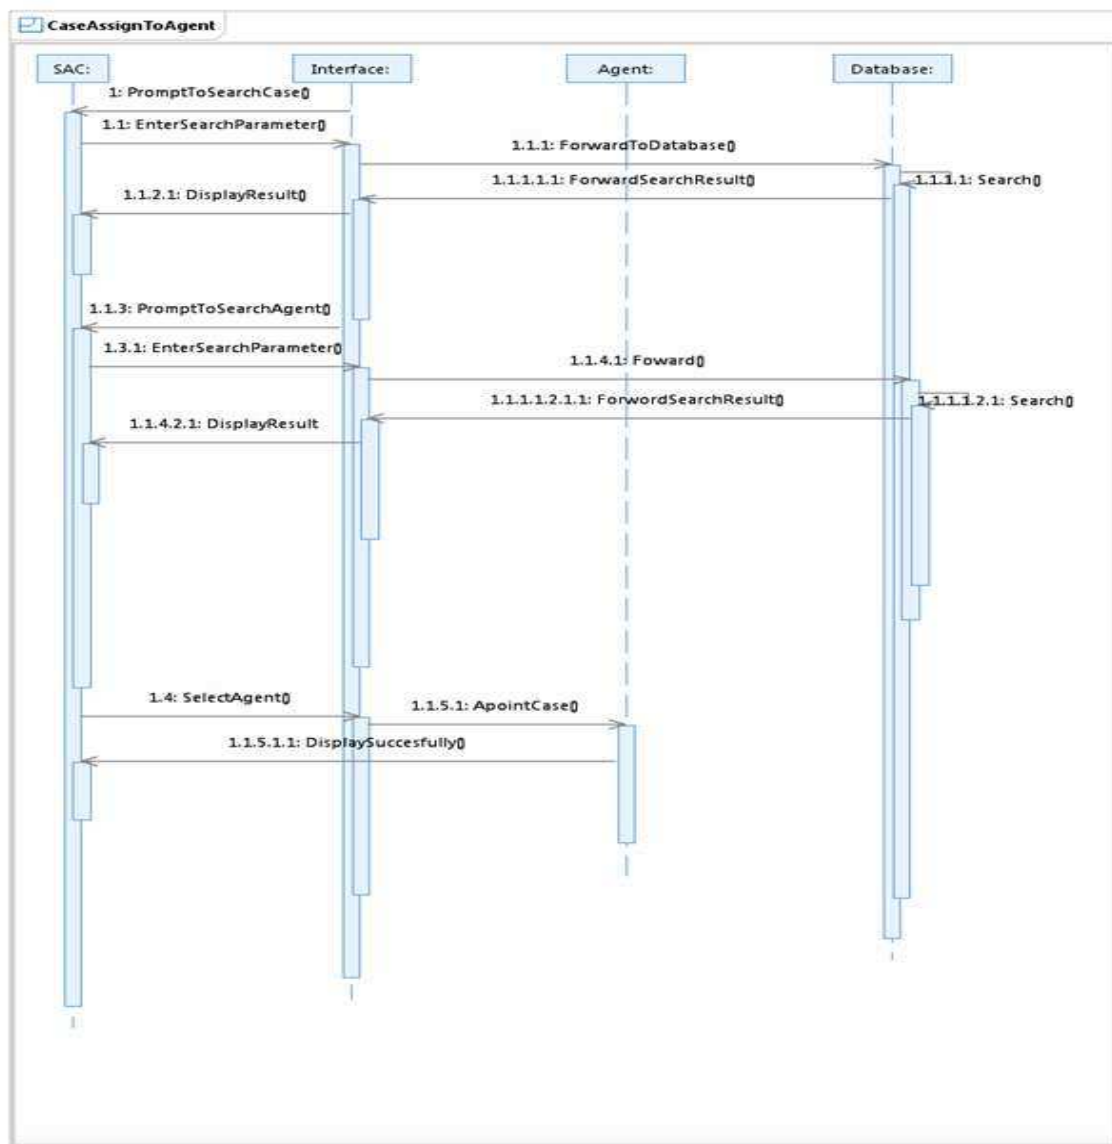 CaseAssignToAgent
SAC:
Interface:
Agent:
Database:
1: PromptToSearchCase()
1.1: EnterSearchParameter()
1.1.1: ForwardToDatabase()
1.1.1.1: Search()
1.1.1.1.1: ForwardSearchResult()
1.1.2.1: DisplayResult()
1.1.3: PromptToSearchAgent()
1.3.1: EnterSearchParameter()
1.1.4.1: Foward()
1.1.1.1.2.1: Search()
1.1.1.1.2.1.1: ForwordSearchResult()
1.1.4.2.1: DisplayResult
1.4: SelectAgent()
1.1.5.1: ApointCase()
1.1.5.1.1: DisplaySuccesfully()